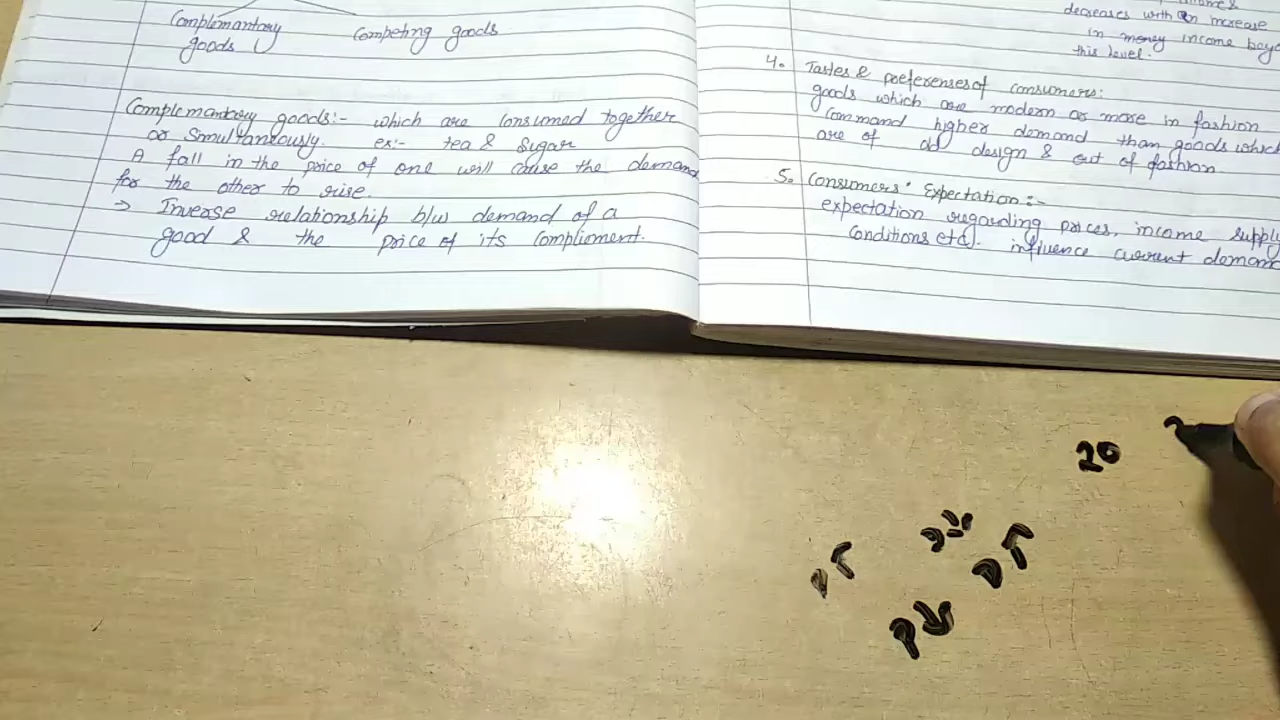 Complemantary
goods
Competing goods
Complemantary goods:- which are Consumed together
or Simultaneously. ex:- tea & Sugar
A fall in the price of one will cause the demand
for the other to rise.
→ Inverse relationship b/w demand of a
good & the price of its compliment.
decreases with an increase
in money income
this level.
4. Tastes & preferenses of consumers:
goods which are modern or more in fashion
Command higher demand than goods which
are of old design & out of fashion.
5. Consumers' Expectation:-
expectation regarding prices, income supply
Conditions etc). influence current demand
20